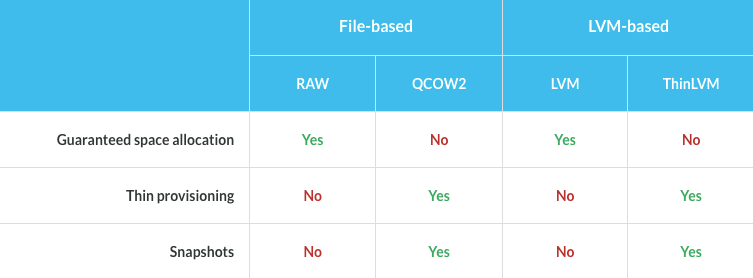 File-based LVM-based
RAW QCOW2 LVM ThinLVM
Guaranteed space allocation Yes No Yes No
Thin provisioning No Yes No Yes
Snapshots No Yes No Yes